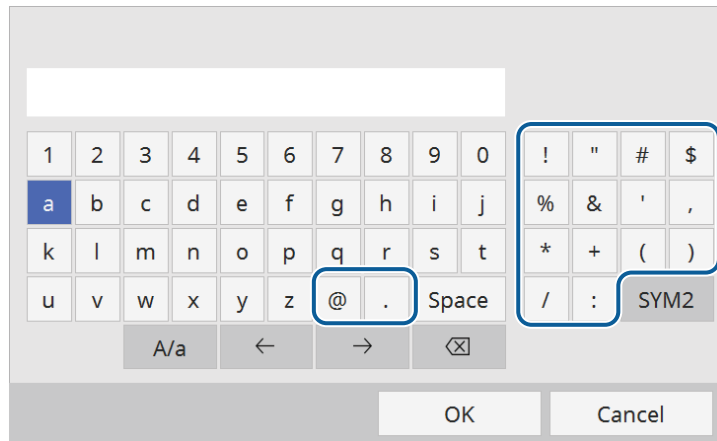 1 2 3 4 5 6 7 8 9 0 ! " # $
a b c d e f g h i j % & ' ,
k l m n o p q r s t * + ( )
u v w x y z @ . Space / : SYM2
A/a ← → ⌫
OK Cancel